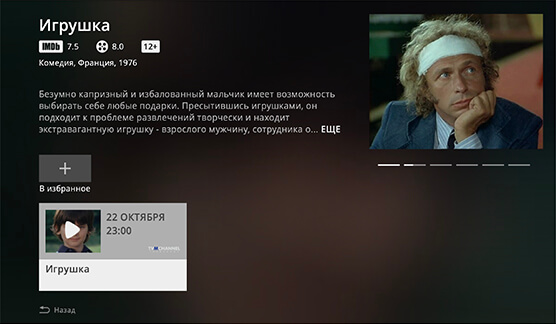 Игрушка
IMDb 7.5 8.0 12+
Комедия, Франция, 1976
Безумно капризный и избалованный мальчик имеет возможность
выбирать себе любые подарки. Пресытившись игрушками, он
подходит к проблеме развлечений творчески и находит
экстравагантную игрушку - взрослого мужчину, сотрудника о... ЕЩЕ
+
В избранное
22 ОКТЯБРЯ
23:00
Игрушка
Назад